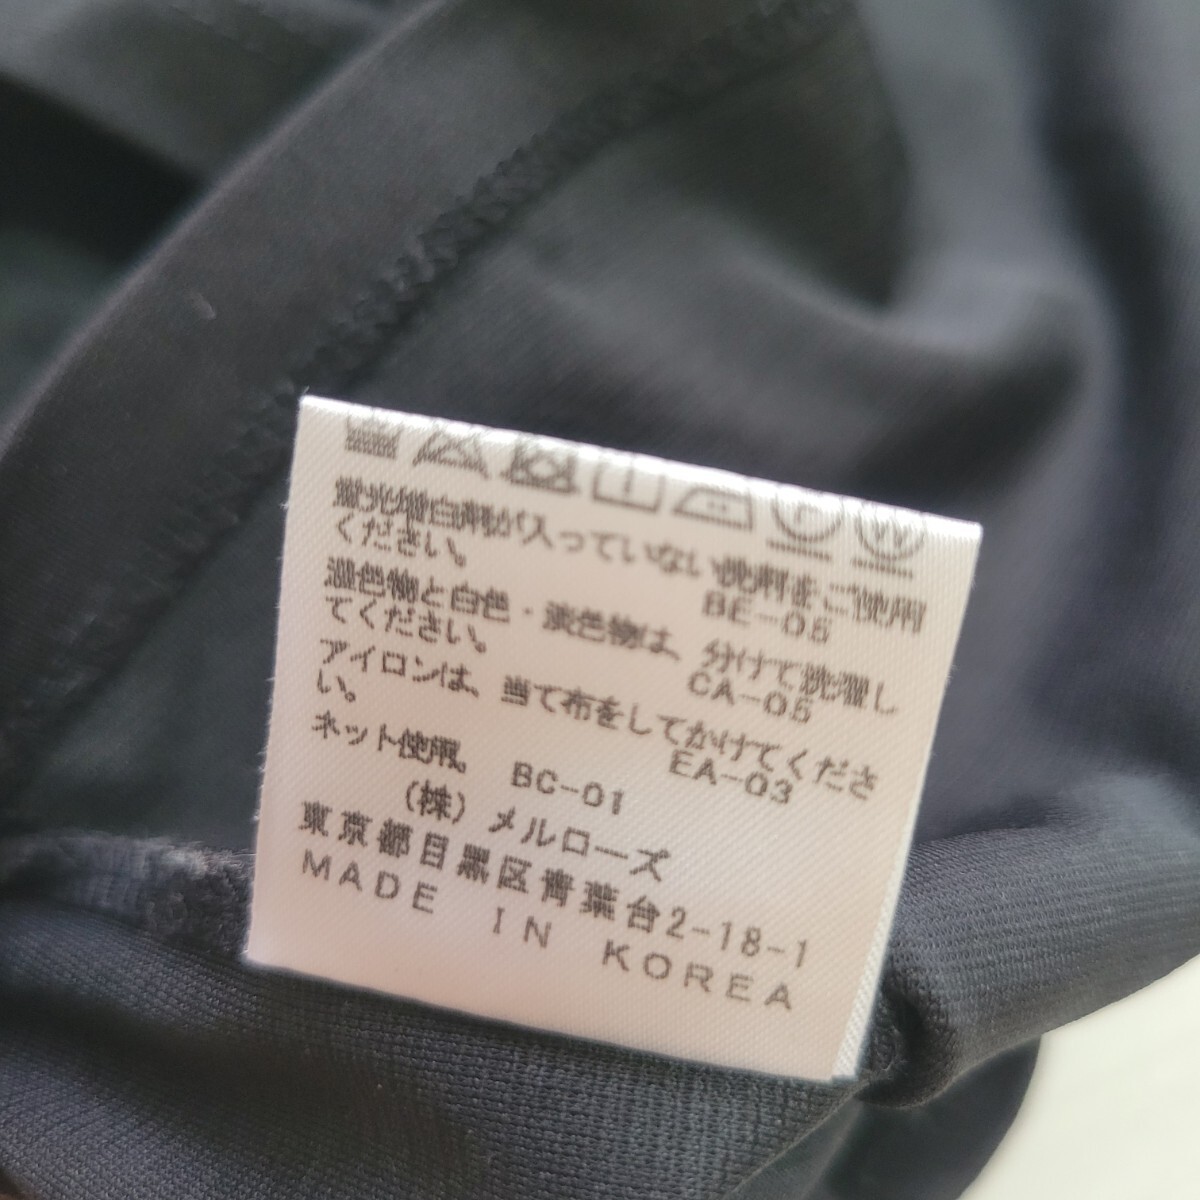 蛍光増白剤が入っていない洗剤をご使用
ください。 BE-05
濃色物と白色・淡色物は、分けて洗濯し
てください。 CA-05
アイロンは、当て布をしてかけてくださ
い。 EA-03
ネット使用。 BC-01
(株) メルローズ
東京都目黒区青葉台2-18-1
MADE IN KOREA